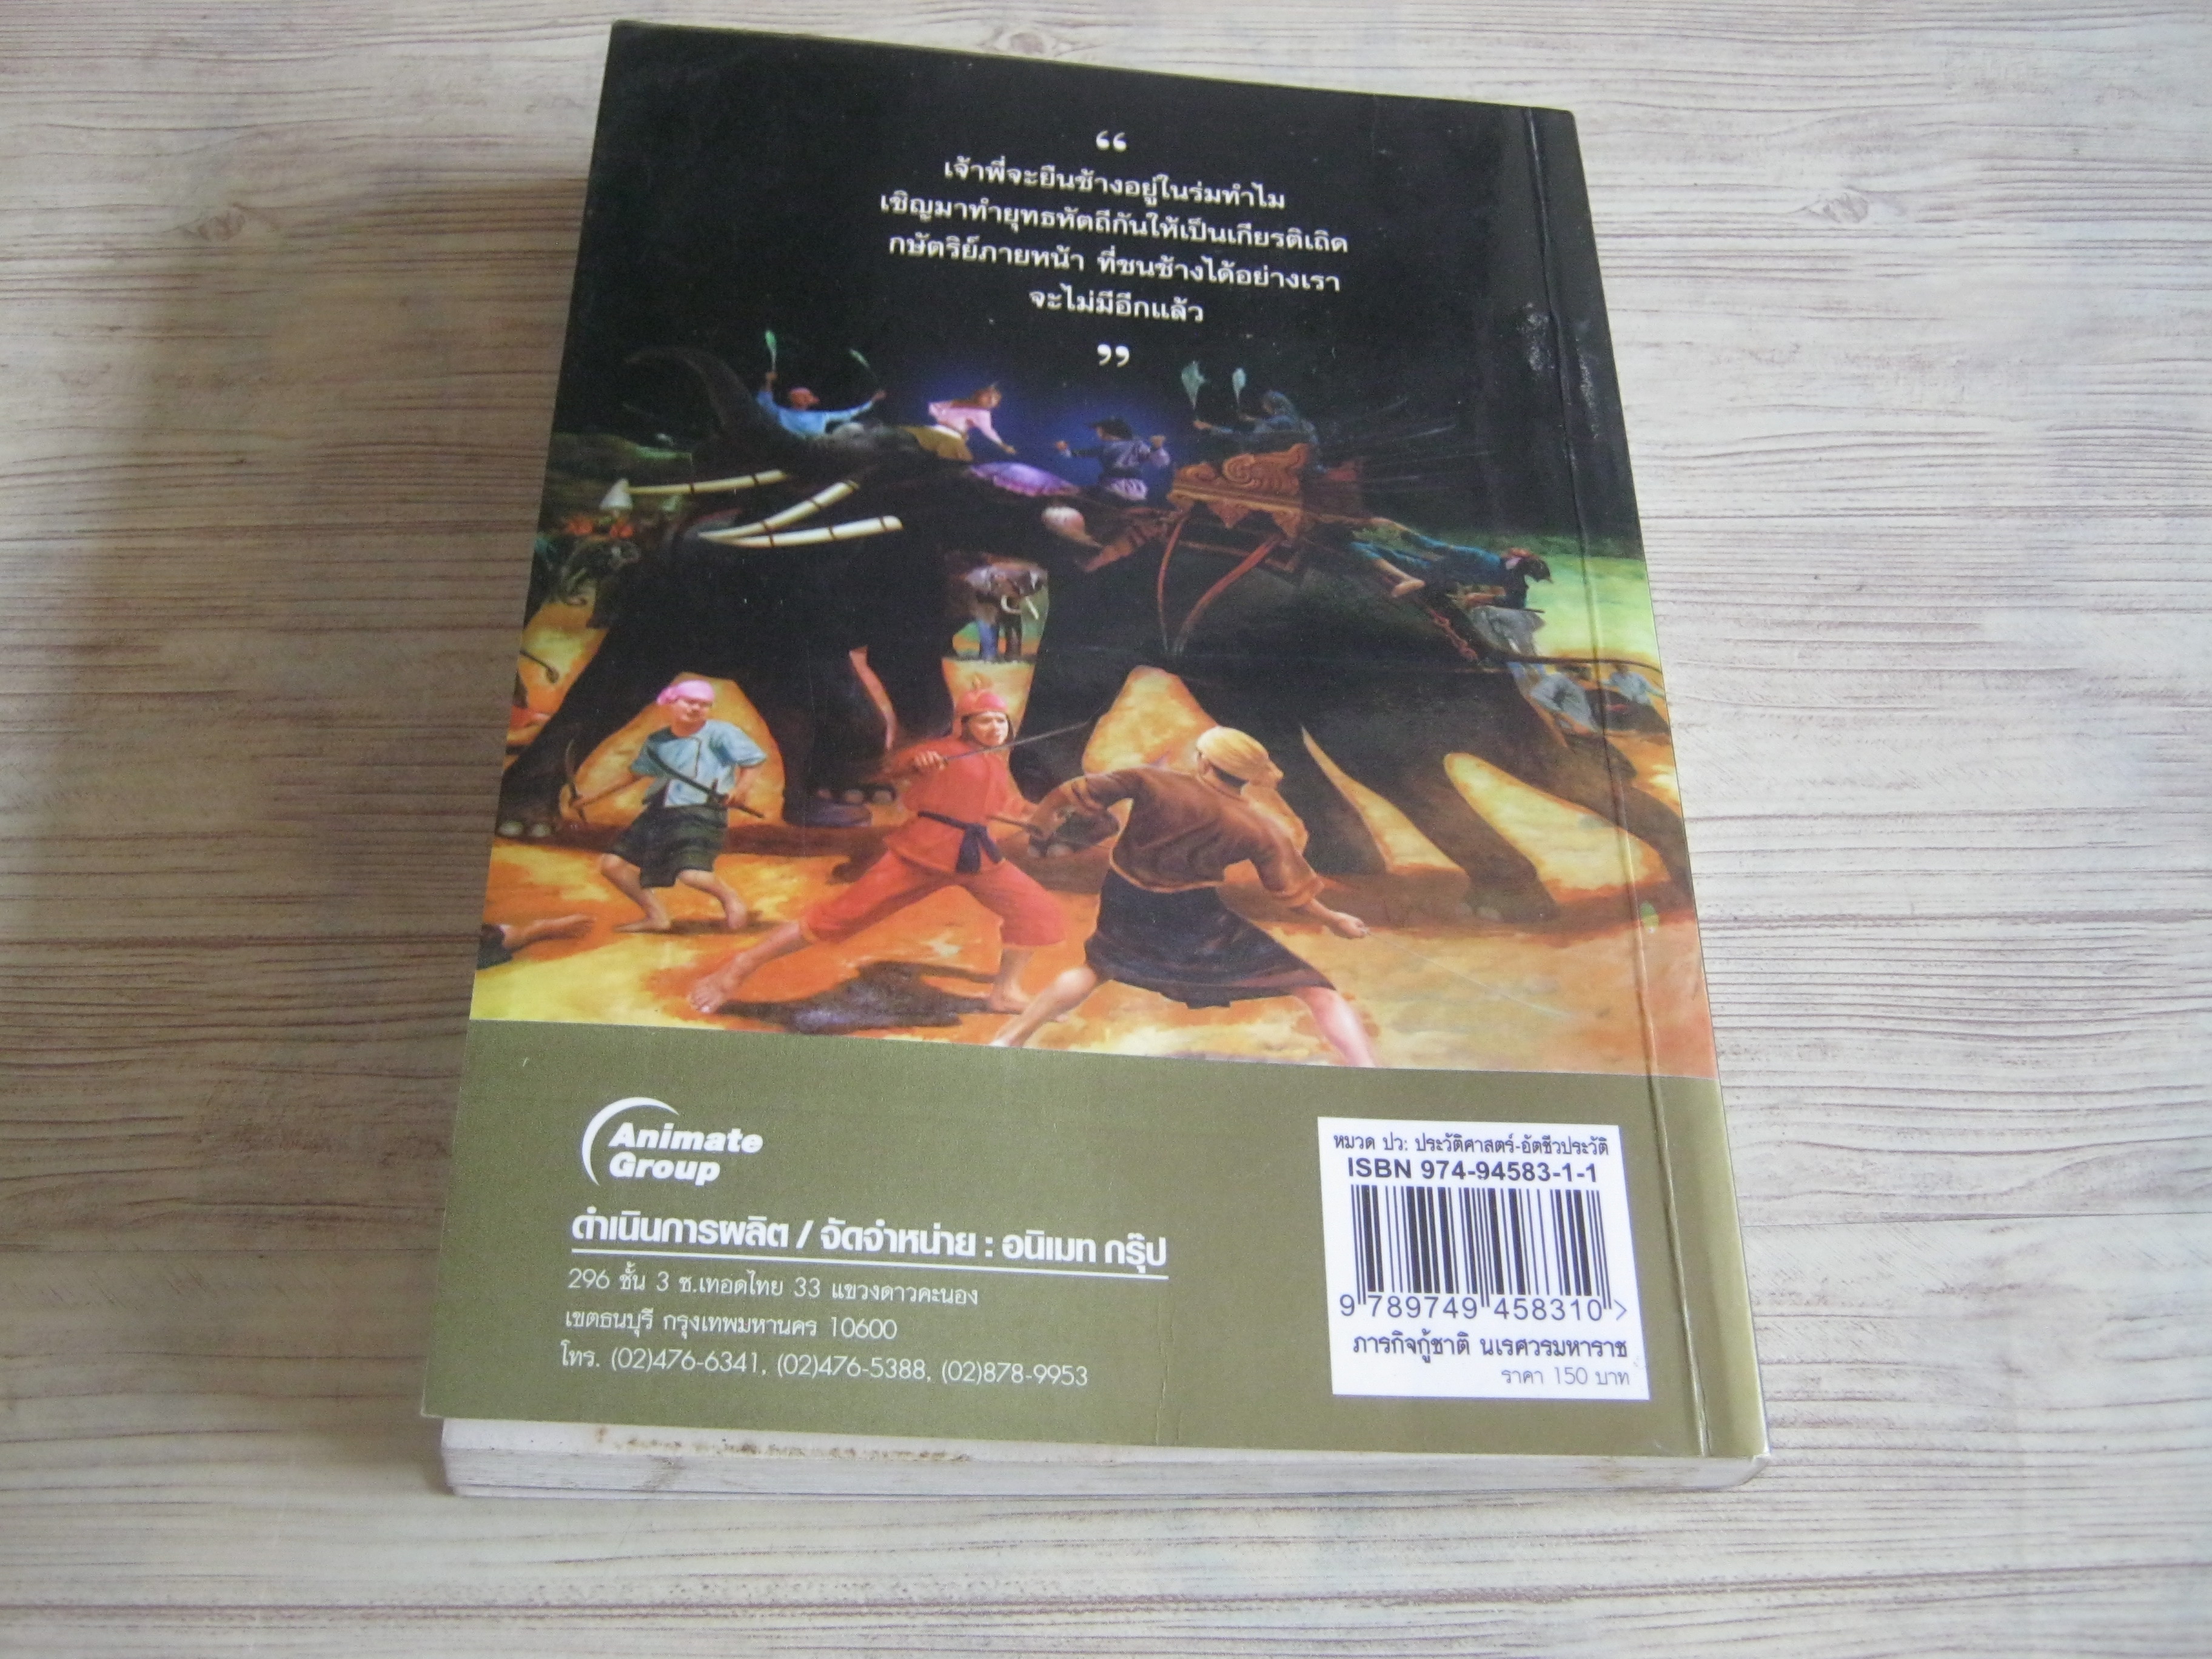 “
เจ้าพี่จะยืนช้างอยู่ในร่มทำไม
เชิญมาทำยุทธหัตถีกันให้เป็นเกียรติเถิด
กษัตริย์ภายหน้า ที่ชนช้างได้อย่างเรา
จะไม่มีอีกแล้ว
”
Animate
Group
ดำเนินการผลิต / จัดจำหน่าย : อนิเมท กรุ๊ป
296 ชั้น 3 ซ.เทอดไทย 33 แขวงดาวคะนอง
เขตธนบุรี กรุงเทพมหานคร 10600
โทร. (02)476-6341, (02)476-5388, (02)878-9953
หมวด ปว: ประวัติศาสตร์-อัตชีวประวัติ
ISBN 974-94583-1-1
9 789749 458310 >
ภารกิจกู้ชาติ นเรศวรมหาราช
ราคา 150 บาท